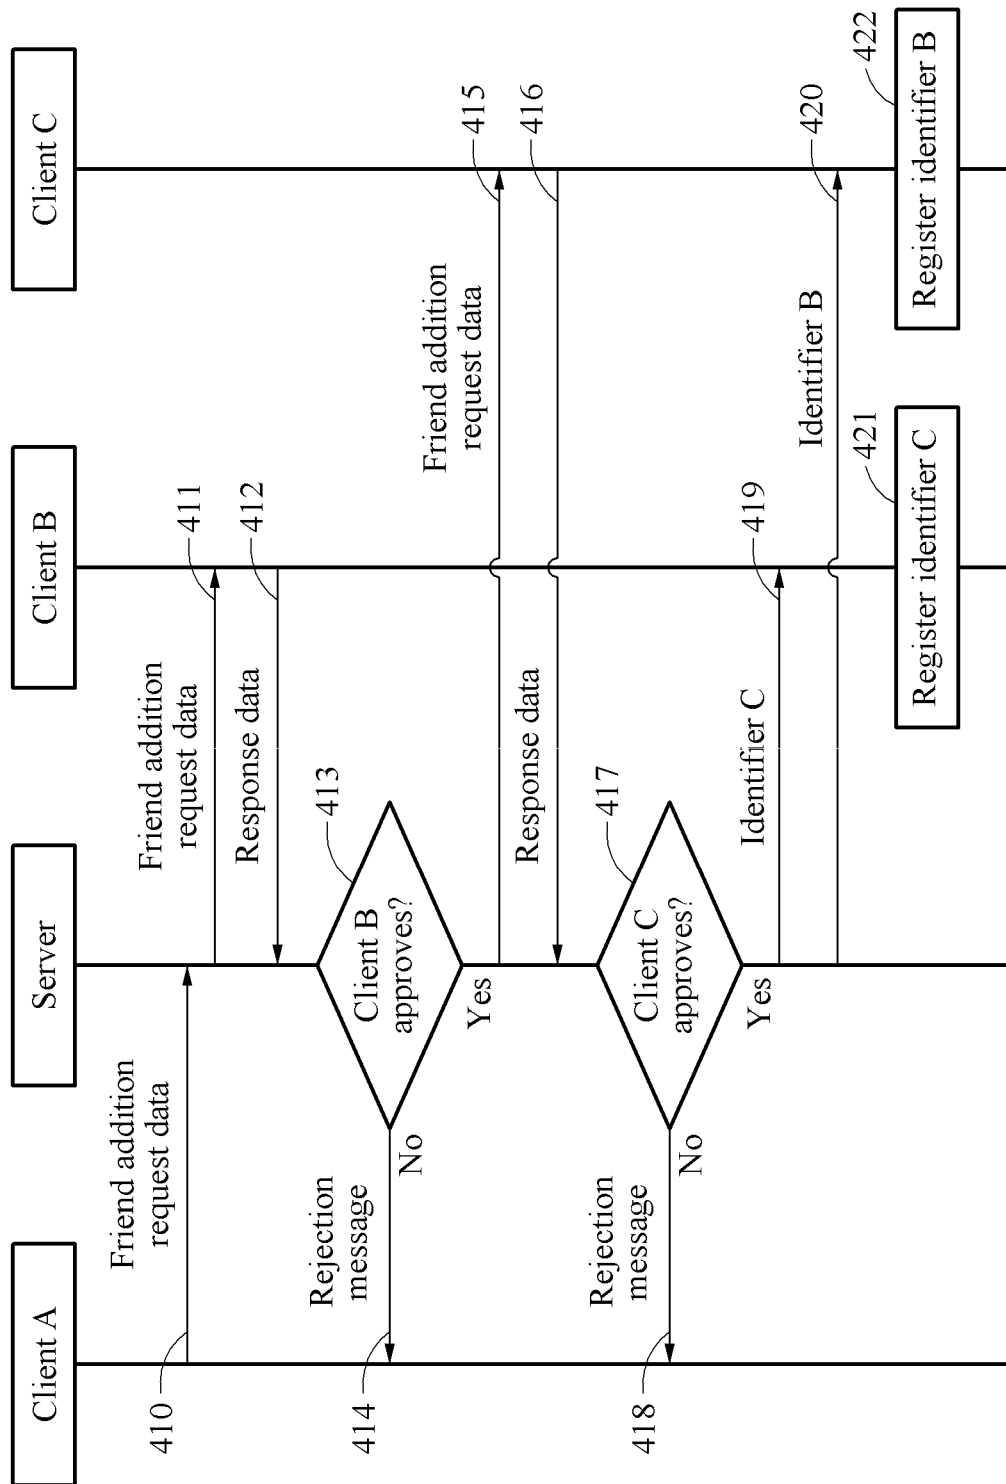 Client A
Server
Client B
Client C
410
Friend addition
request data
Friend addition
request data
411
Response data
412
413
Client B
approves?
No
Yes
Rejection
message
414
Friend addition
request data
415
Response data
416
417
Client C
approves?
No
Yes
Rejection
message
418
Identifier C
419
Identifier B
420
421
Register identifier C
422
Register identifier B